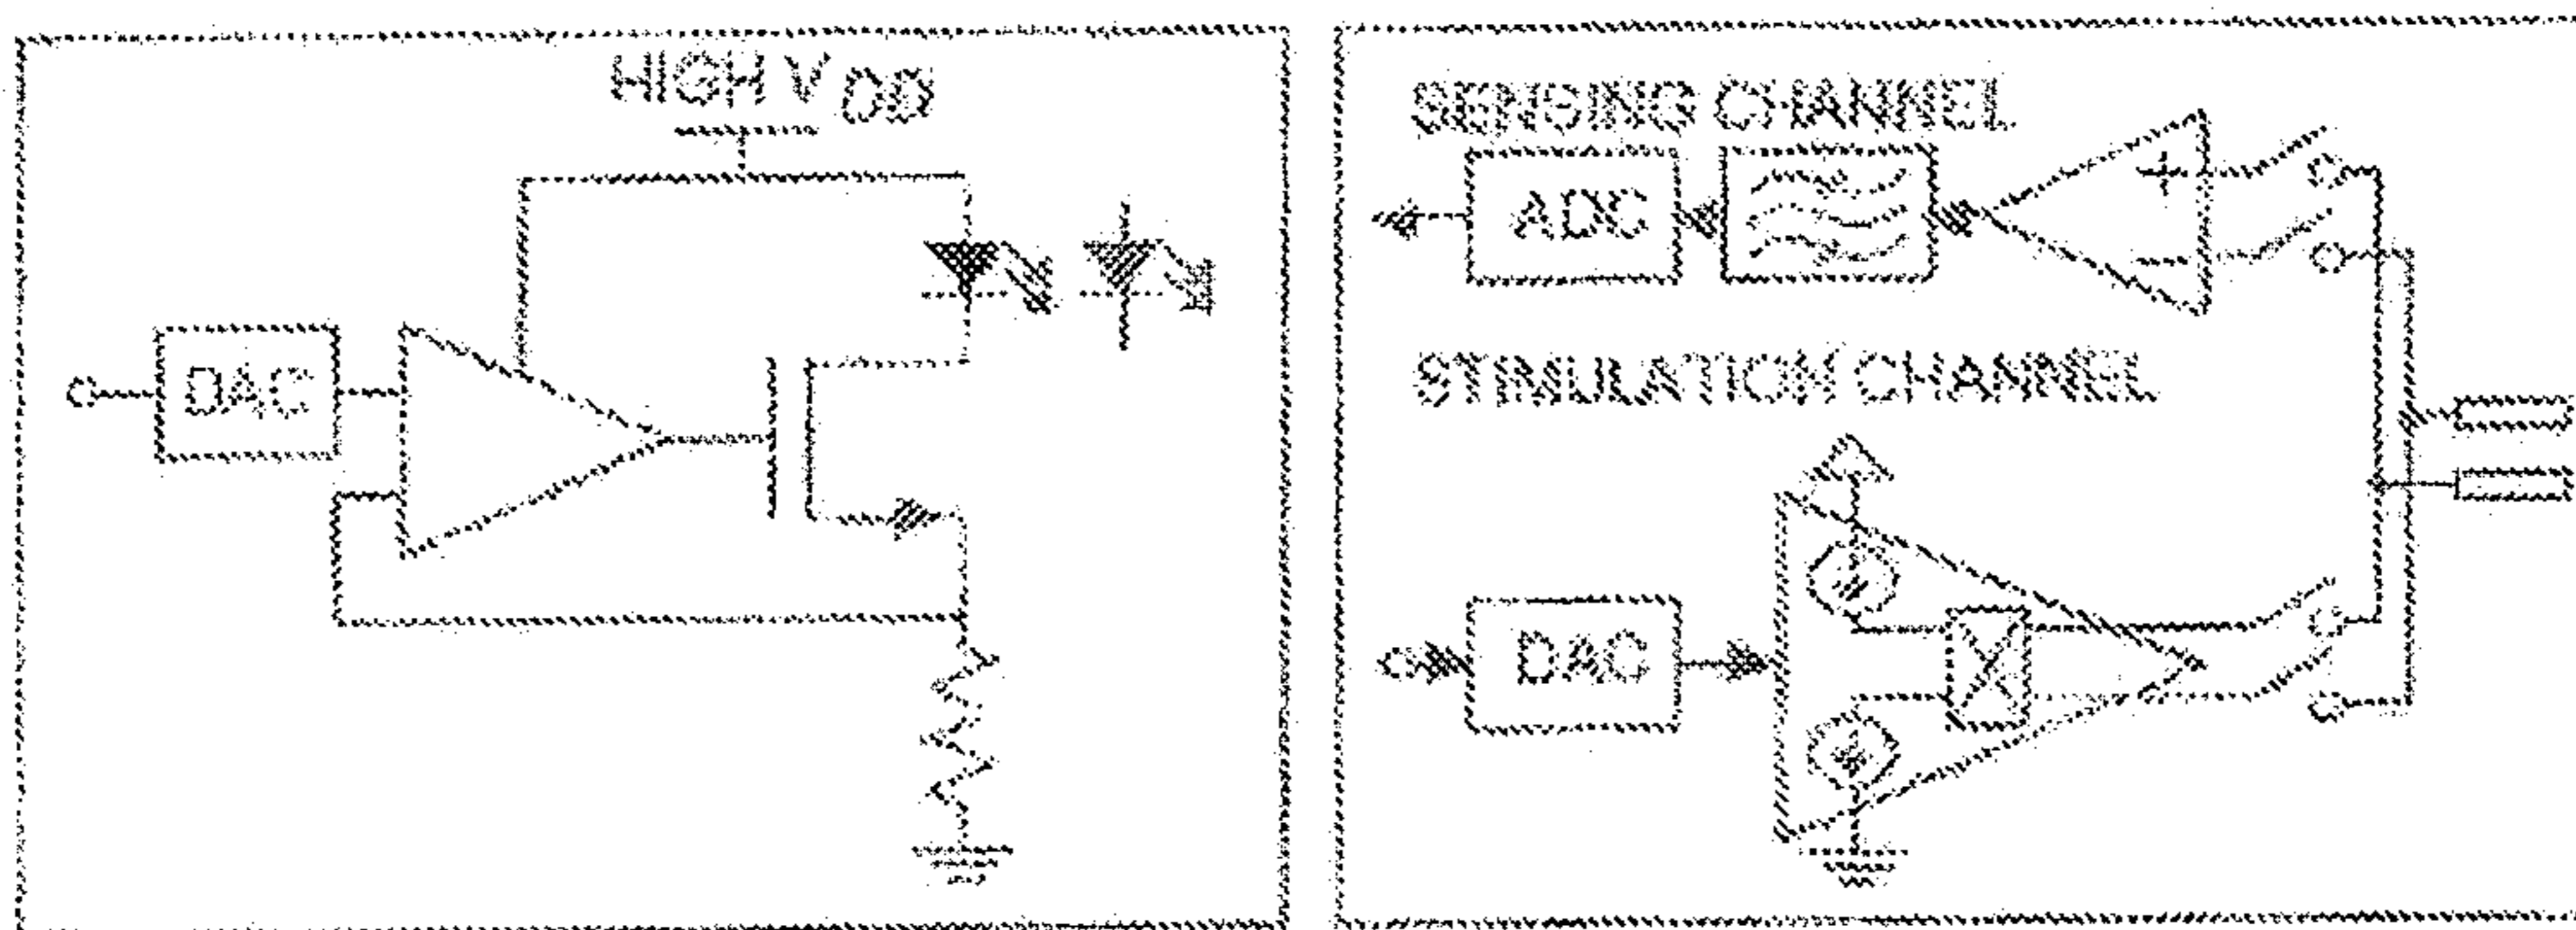 HIGH VDD
DAC
SENSING CHANNEL
ADC
+
−
STIMULATION CHANNEL
DAC